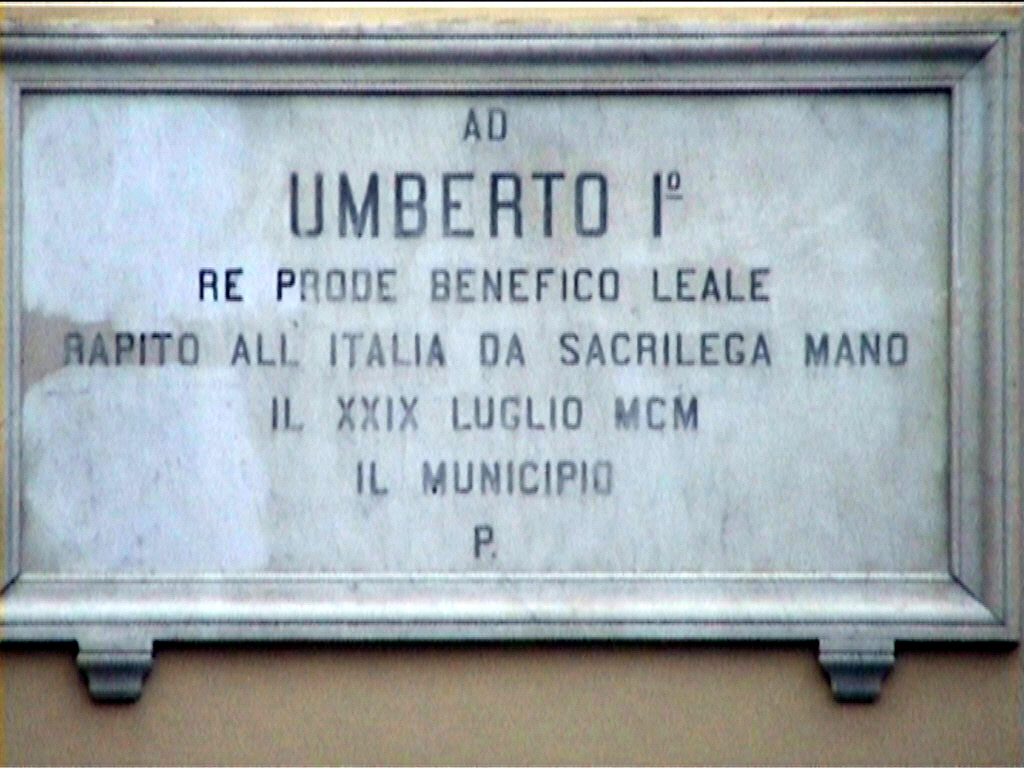 AD
UMBERTO Iº
RE PRODE BENEFICO LEALE
RAPITO ALL'ITALIA DA SACRILEGA MANO
IL XXIX LUGLIO MCM
IL MUNICIPIO
P.